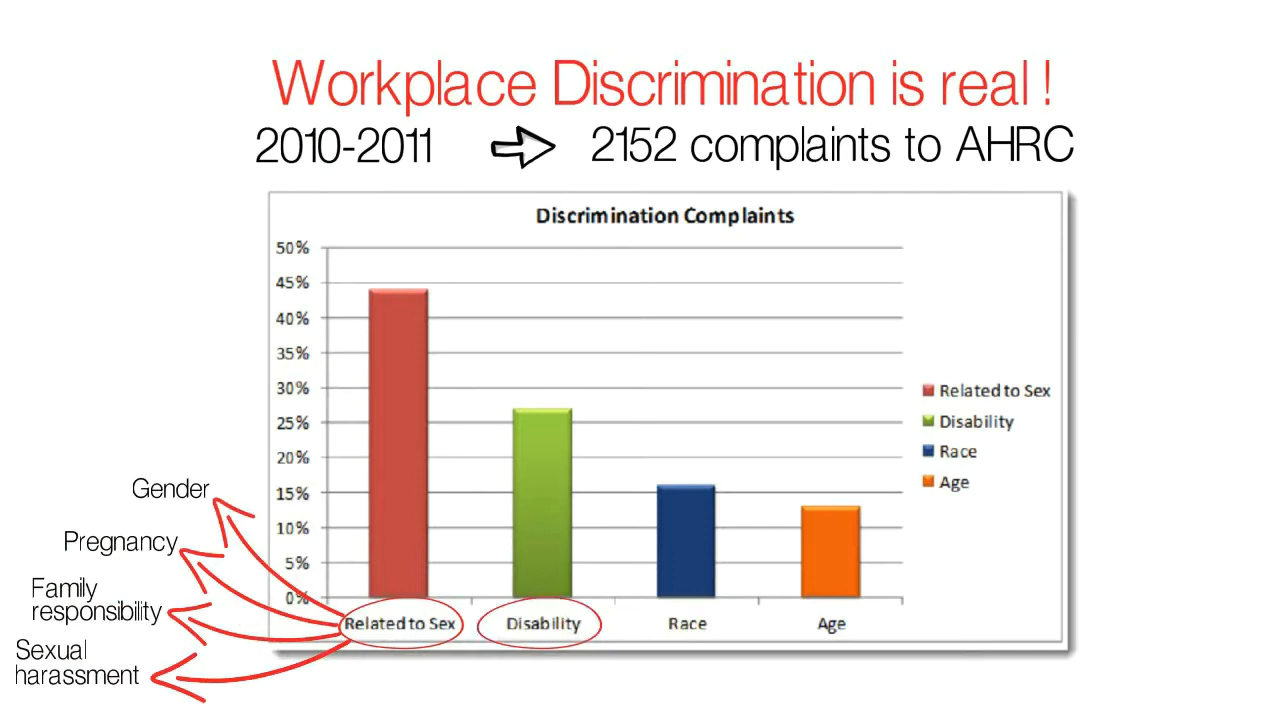 Workplace Discrimination is real !
2010-2011
2152 complaints to AHRC
Discrimination Complaints
50%
45%
40%
35%
30%
25%
20%
15%
10%
5%
0%
Related to Sex
Disability
Race
Age
Related to Sex
Disability
Race
Age
Gender
Pregnancy
Family
responsibility
Sexual
harassment